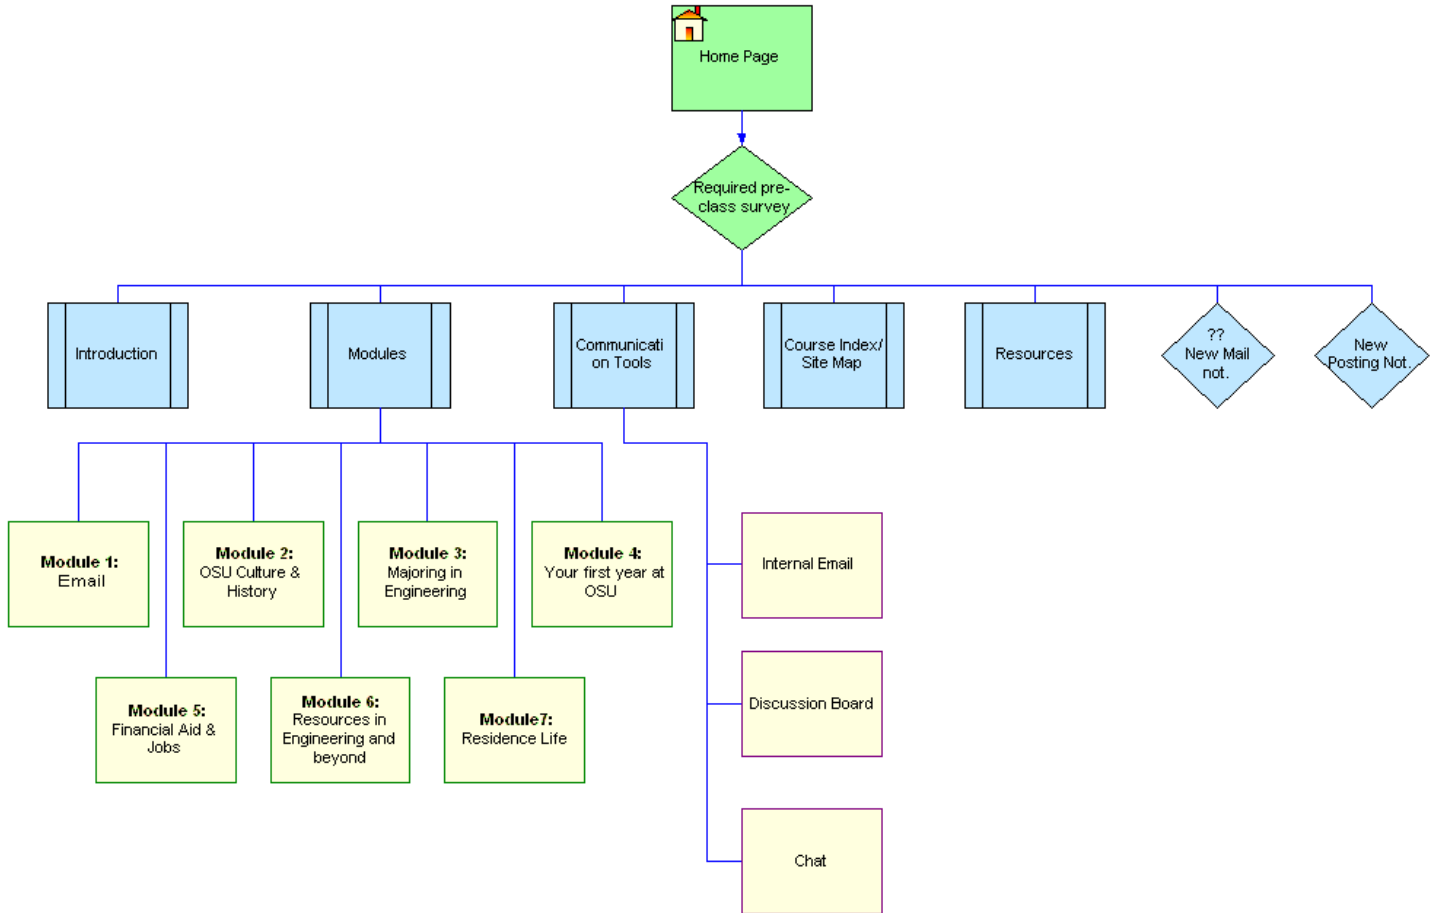 Home Page
Required pre-
class survey
Introduction
Modules
Communicati
on Tools
Course Index/
Site Map
Resources
??
New Mail
not.
New
Posting Not.
Module 1:
Email
Module 2:
OSU Culture &
History
Module 3:
Majoring in
Engineering
Module 4:
Your first year at
OSU
Module 5:
Financial Aid &
Jobs
Module 6:
Resources in
Engineering and
beyond
Module7:
Residence Life
Internal Email
Discussion Board
Chat